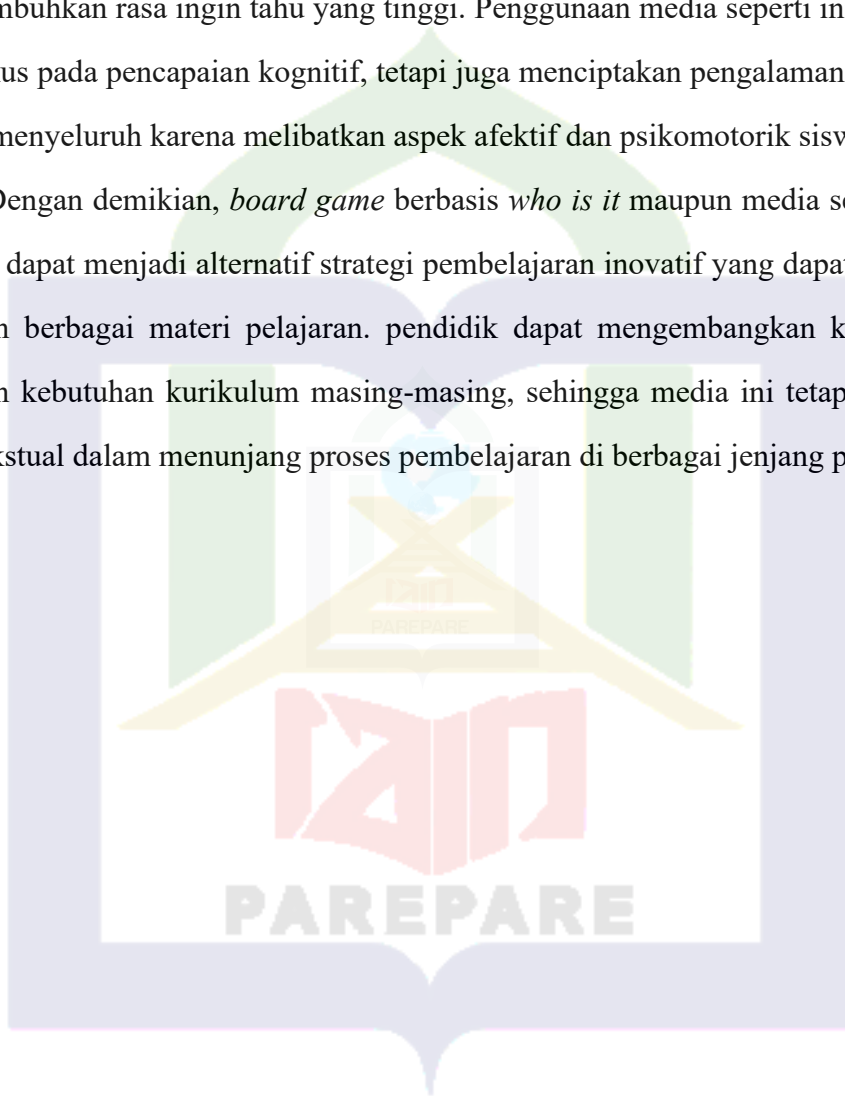 mbuhkan rasa ingin tahu yang tinggi. Penggunaan media seperti in
us pada pencapaian kognitif, tetapi juga menciptakan pengalaman
menyeluruh karena melibatkan aspek afektif dan psikomotorik sisw
Dengan demikian, board game berbasis who is it maupun media se
dapat menjadi alternatif strategi pembelajaran inovatif yang dapat
n berbagai materi pelajaran. pendidik dapat mengembangkan k
n kebutuhan kurikulum masing-masing, sehingga media ini tetap
kstual dalam menunjang proses pembelajaran di berbagai jenjang p
iain
PAREPARE
iain
PAREPARE